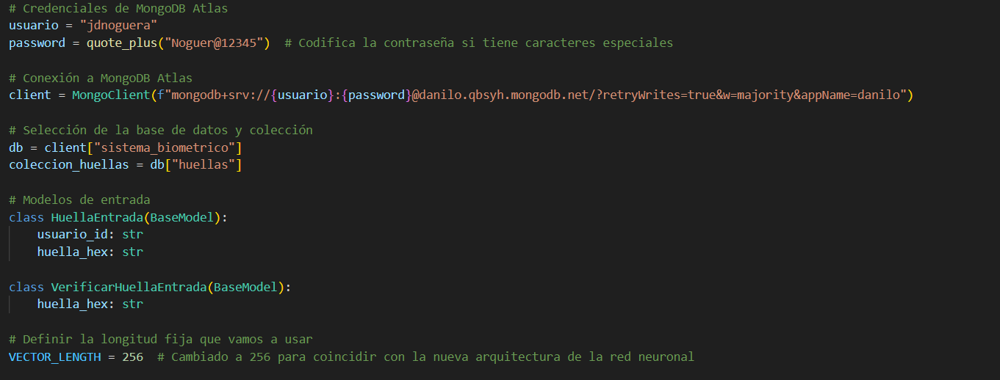 # Credenciales de MongoDB Atlas
usuario = "jdnoguera"
password = quote_plus("Noguer@12345")  # Codifica la contraseña si tiene caracteres especiales
# Conexión a MongoDB Atlas
client = MongoClient(f"mongodb+srv://{usuario}:{password}@danilo.qbsyh.mongodb.net/?retryWrites=true&w=majority&appName=danilo")
# Selección de la base de datos y colección
db = client["sistema_biometrico"]
coleccion_huellas = db["huellas"]
# Modelos de entrada
class HuellaEntrada(BaseModel):
    usuario_id: str
    huella_hex: str
class VerificarHuellaEntrada(BaseModel):
    huella_hex: str
# Definir la longitud fija que vamos a usar
VECTOR_LENGTH = 256  # Cambiado a 256 para coincidir con la nueva arquitectura de la red neuronal